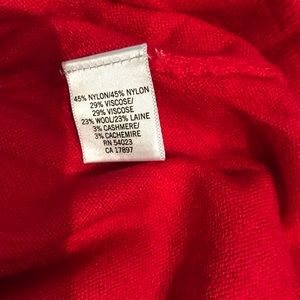 45% NYLON/45% NYLON
29% VISCOSE/
29% VISCOSE
23% WOOL/23% LAINE
3% CASHMERE/
3% CACHEMIRE
RN 54023
CA 17897